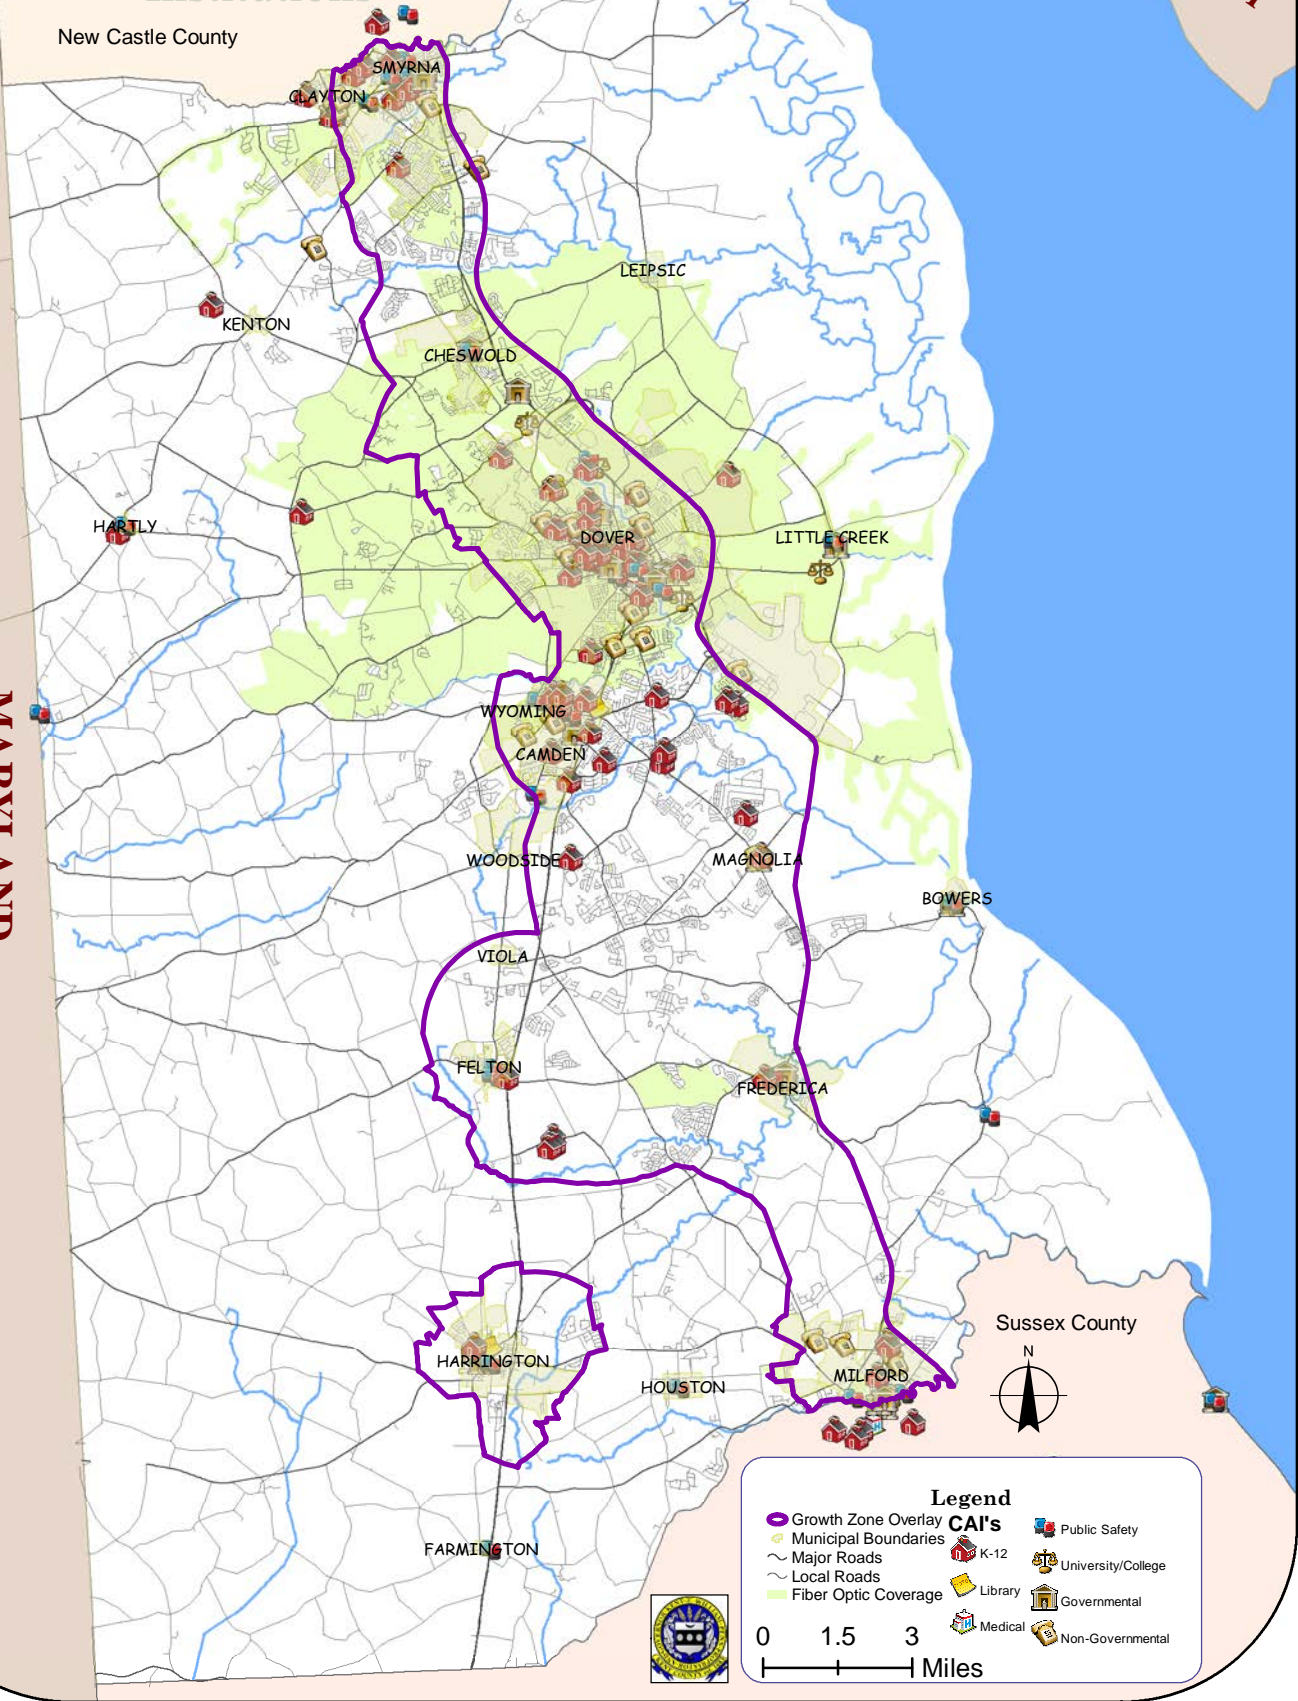 New Castle County
SMYRNA
CLAYTON
LEIPSIC
KENTON
CHESWOLD
HARTLY
DOVER
LITTLE CREEK
MARYLAND
WYOMING
CAMDEN
WOODSIDE
MAGNOLIA
BOWERS
VIOLA
FELTON
FREDERICA
Sussex County
N
HARRINGTON
HOUSTON
MILFORD
FARMINGTON
Legend
Growth Zone Overlay
Municipal Boundaries
Major Roads
Local Roads
Fiber Optic Coverage
CAI's
K-12
Library
Medical
Public Safety
University/College
Governmental
Non-Governmental
0 1.5 3
Miles